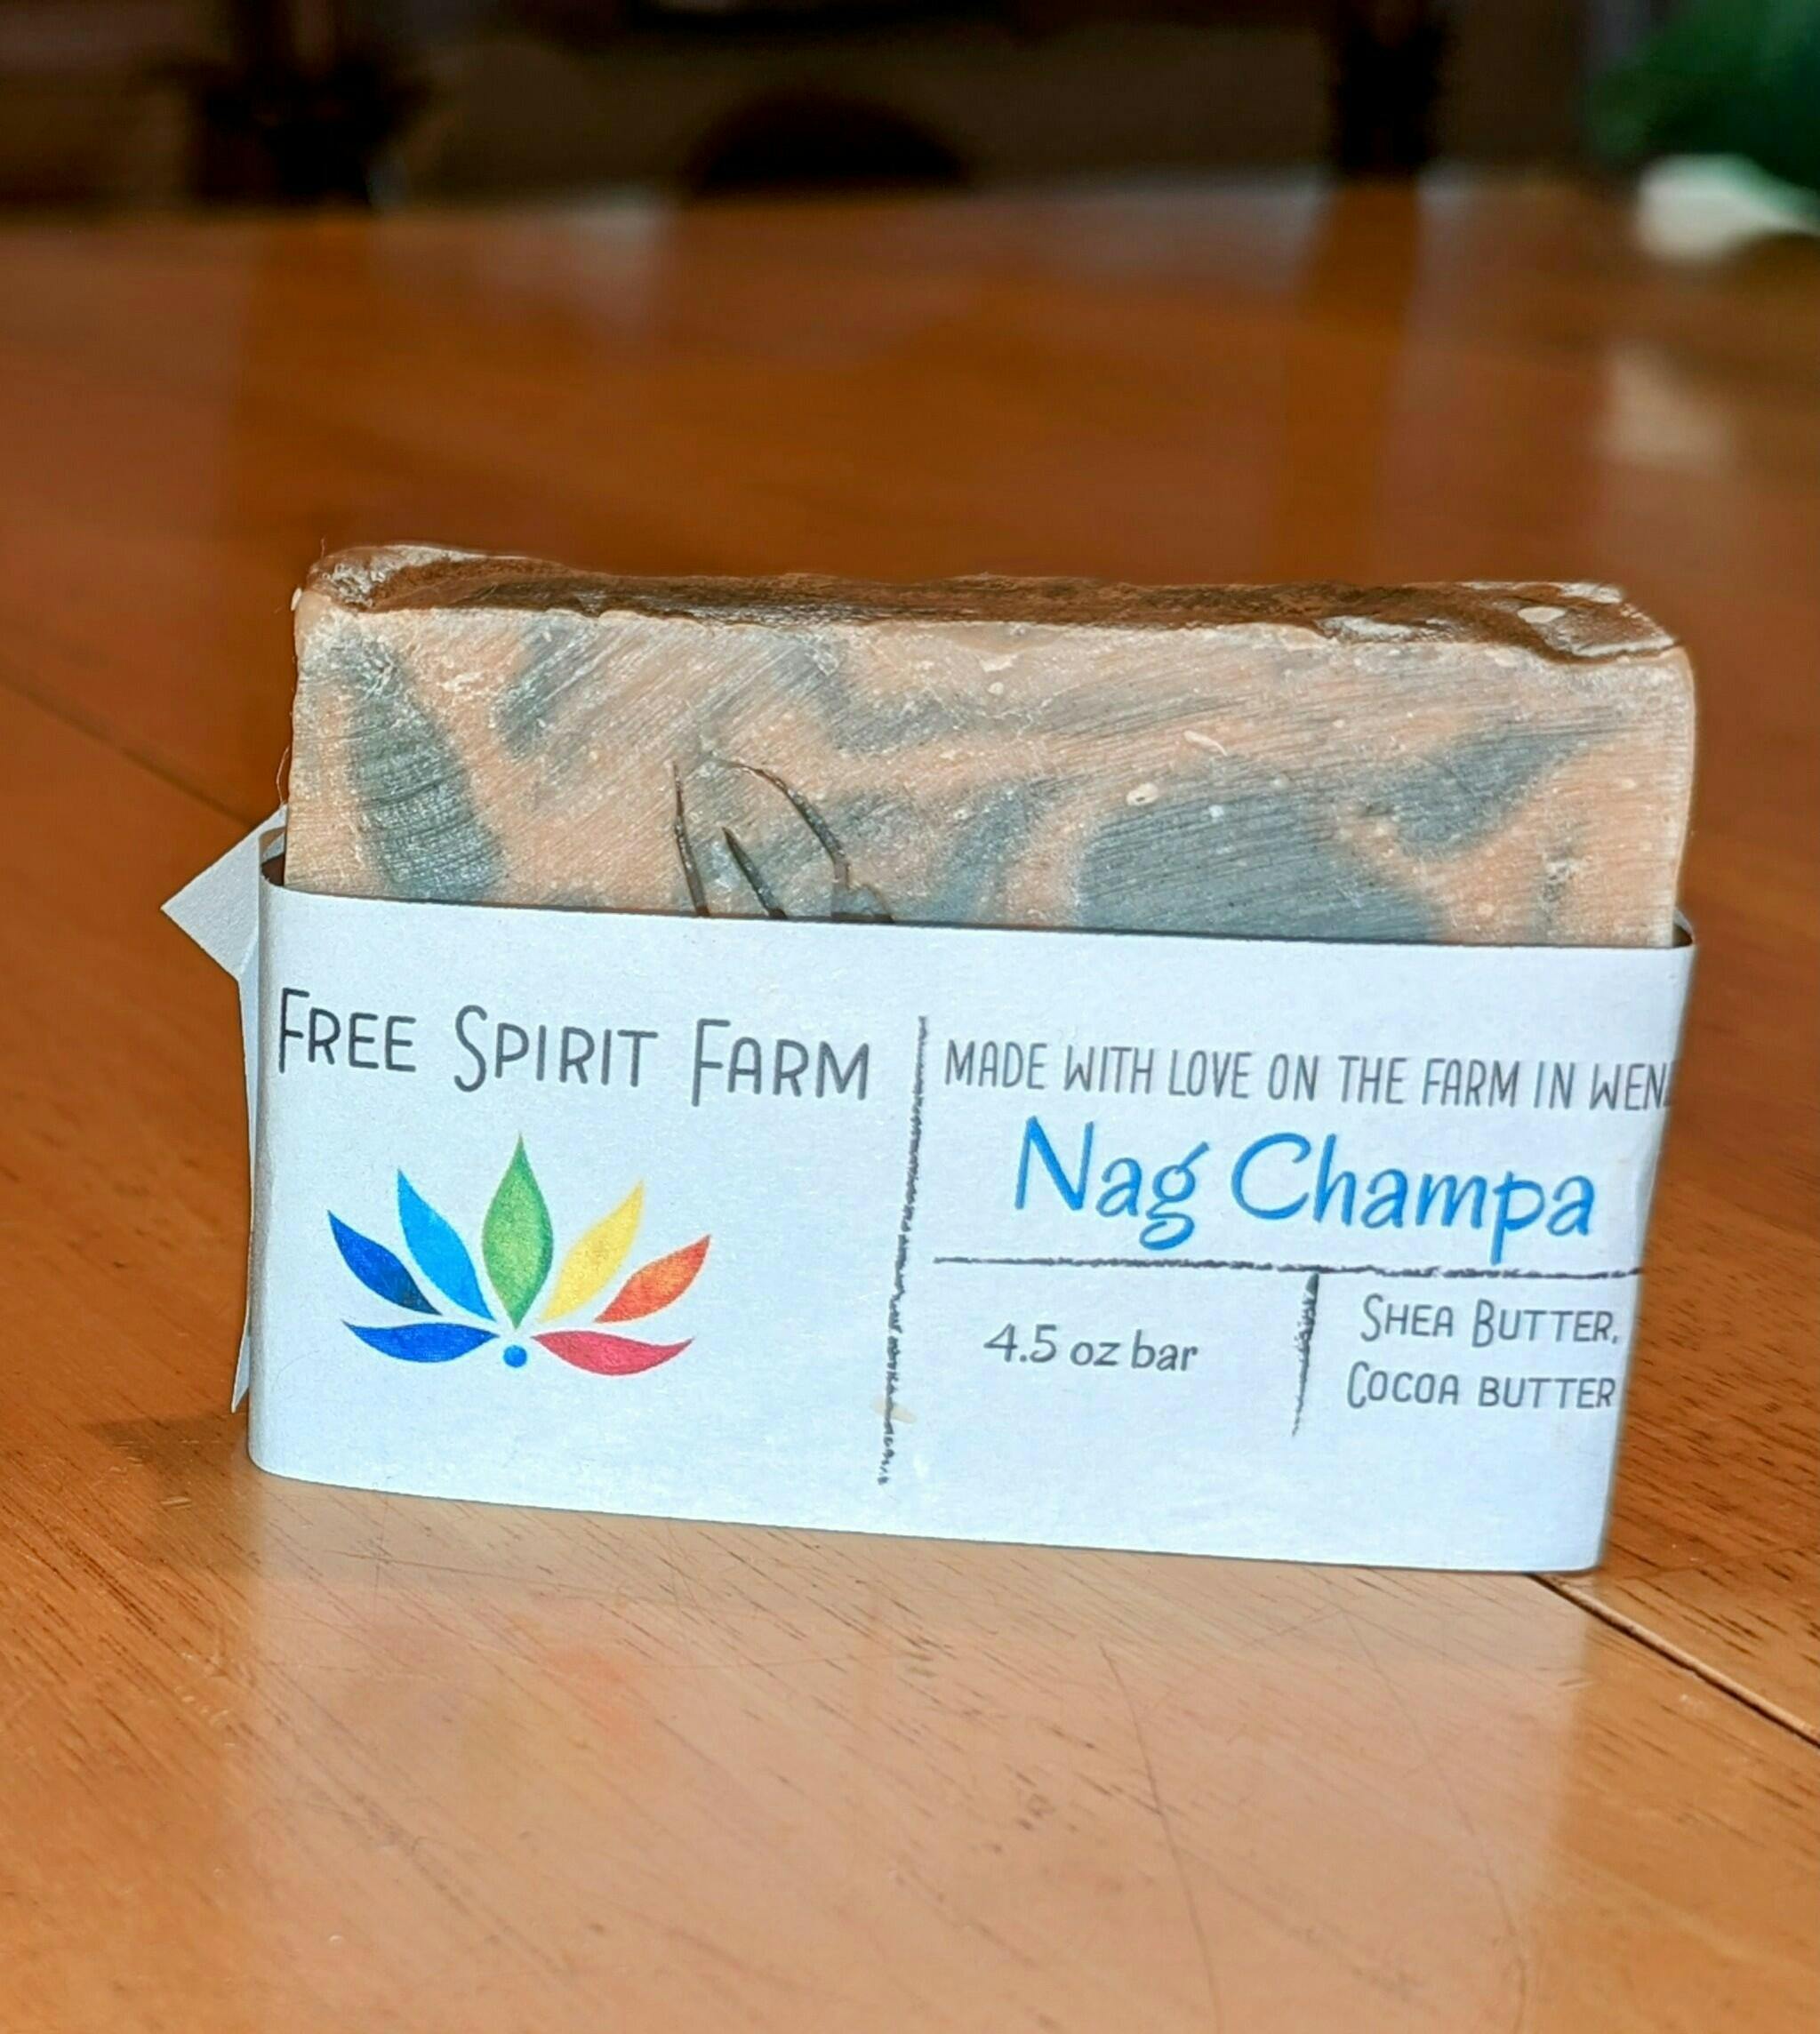 FREE SPIRIT FARM
MADE WITH LOVE ON THE FARM IN
Nag Champa
4.5 oz bar
SHEA BUTTER,
COCOA BUTTER